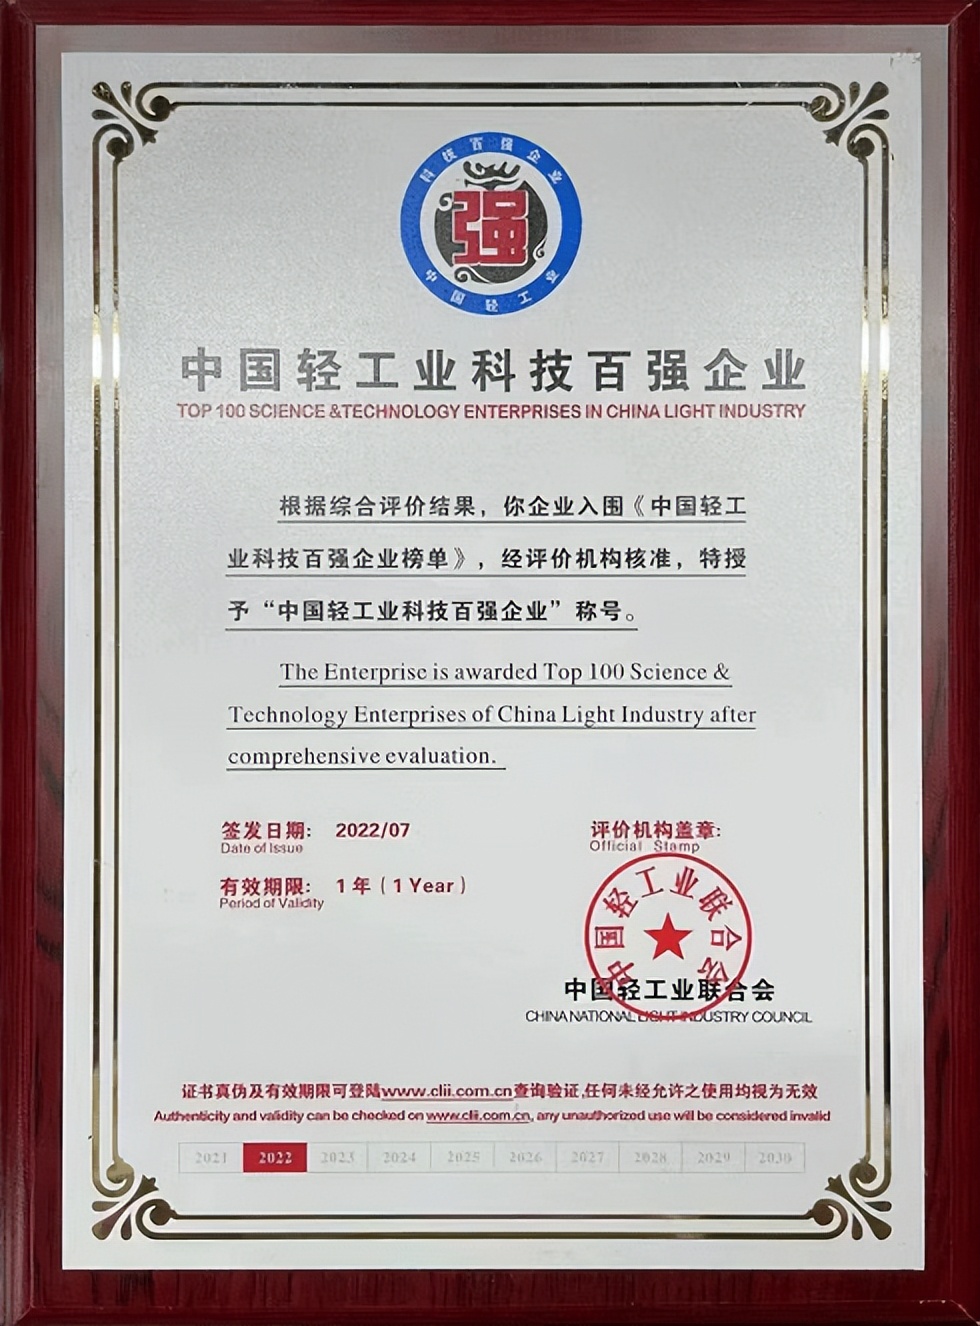 科技百强企业
强
中国轻工业
中国轻工业科技百强企业
TOP 100 SCIENCE &TECHNOLOGY ENTERPRISES IN CHINA LIGHT INDUSTRY
根据综合评价结果，你企业入围《中国轻工
业科技百强企业榜单》，经评价机构核准，特授
予“中国轻工业科技百强企业”称号。
The Enterprise is awarded Top 100 Science &
Technology Enterprises of China Light Industry after
comprehensive evaluation.
签发日期: 2022/07
Date of Issue
有效期限: 1 年 ( 1 Year )
Period of Validity
评价机构盖章:
Official Stamp
中国轻工业联合会
中国轻工业联合会
CHINA NATIONAL LIGHT INDUSTRY COUNCIL
证书真伪及有效期限可登陆www.clii.com.cn查询验证,任何未经允许之使用均视为无效
Authenticity and validity can be checked on www.clii.com.cn, any unauthorized use will be considered invalid
2021 2022 2023 2024 2025 2026 2027 2028 2029 2030